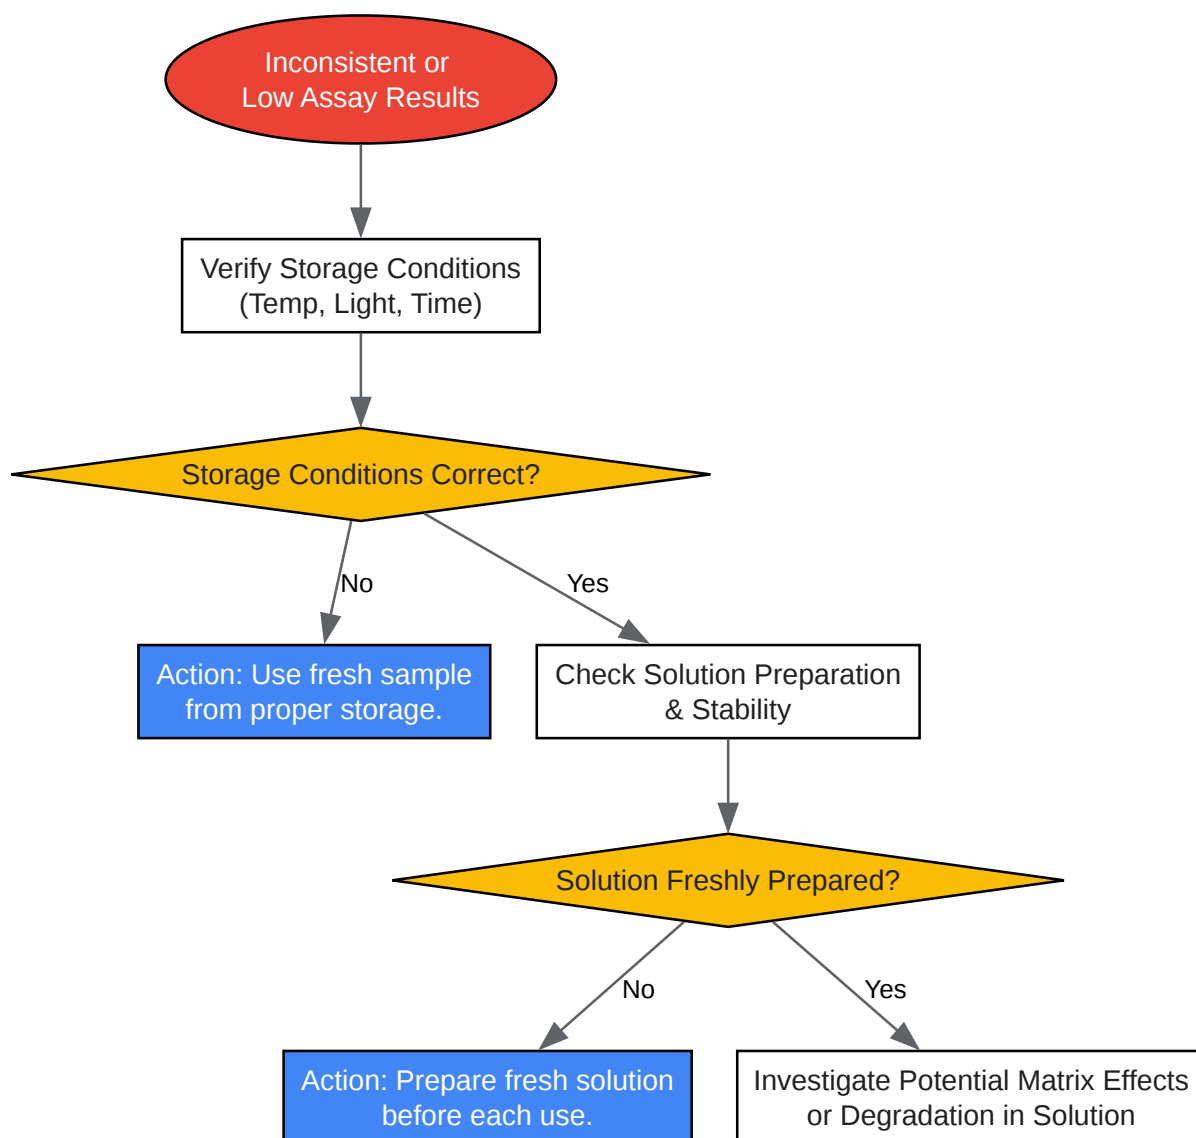 Inconsistent or
Low Assay Results
Verify Storage Conditions
(Temp, Light, Time)
Storage Conditions Correct?
No
Yes
Action: Use fresh sample
from proper storage.
Check Solution Preparation
& Stability
Solution Freshly Prepared?
No
Yes
Action: Prepare fresh solution
before each use.
Investigate Potential Matrix Effects
or Degradation in Solution